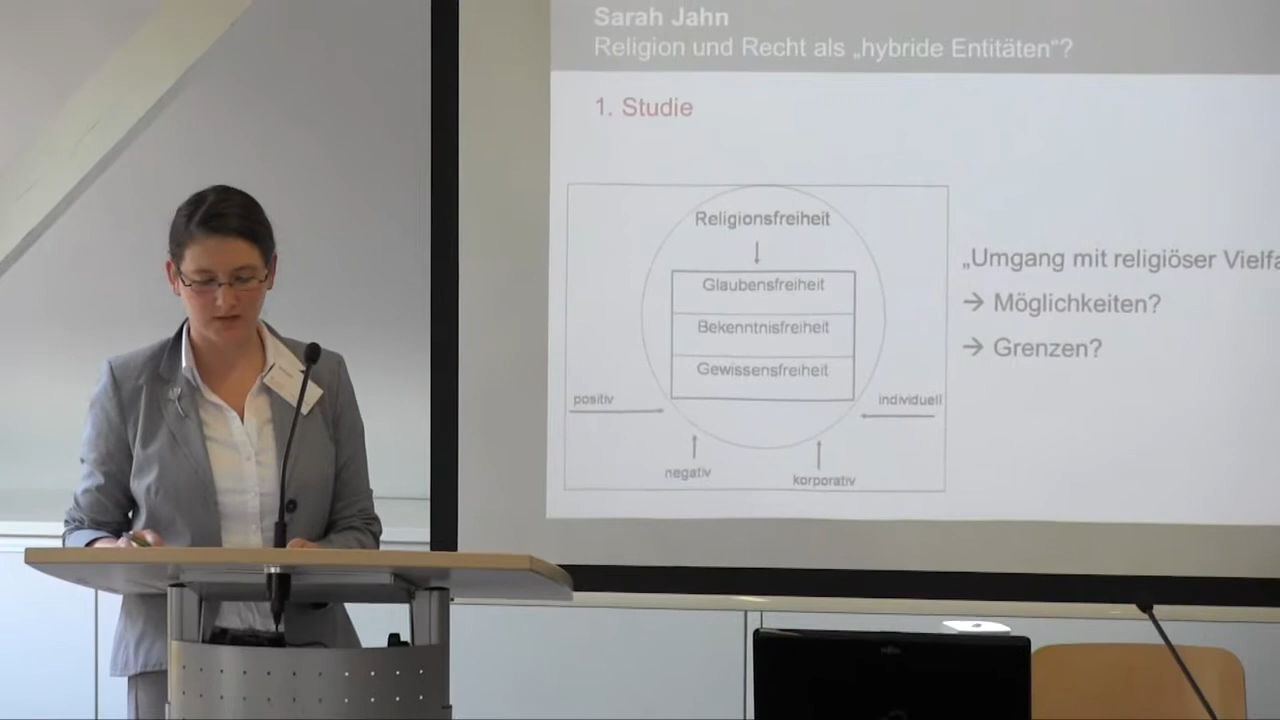 Sarah Jahn
Religion und Recht als „hybride Entitäten“?
1. Studie
Religionsfreiheit
Glaubensfreiheit
Bekenntnisfreiheit
Gewissensfreiheit
positiv
individuell
negativ
korporativ
„Umgang mit religiöser Vielfa
→ Möglichkeiten?
→ Grenzen?